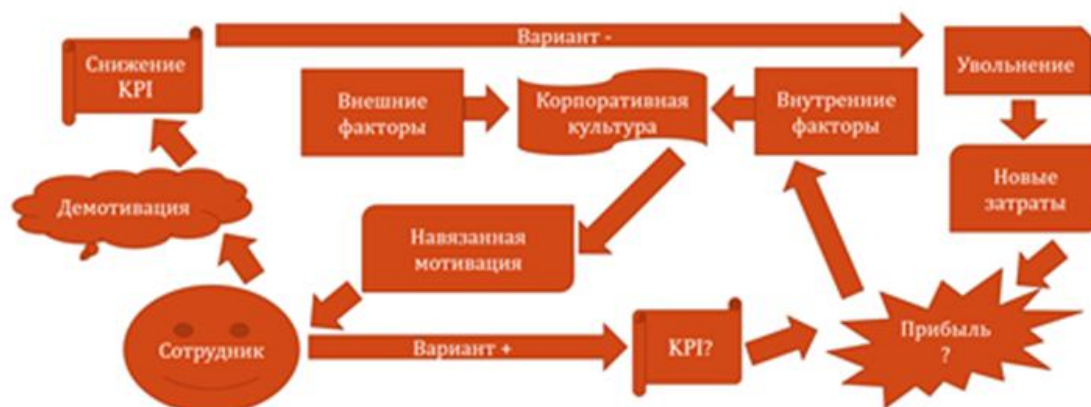 Вариант -
Снижение
KPI
Внешние
факторы
Корпоративная
культура
Внутренние
факторы
Увольнение
Демотивация
Новые
затраты
Навязанная
мотивация
Сотрудник
Вариант +
KPI?
Прибыль
?